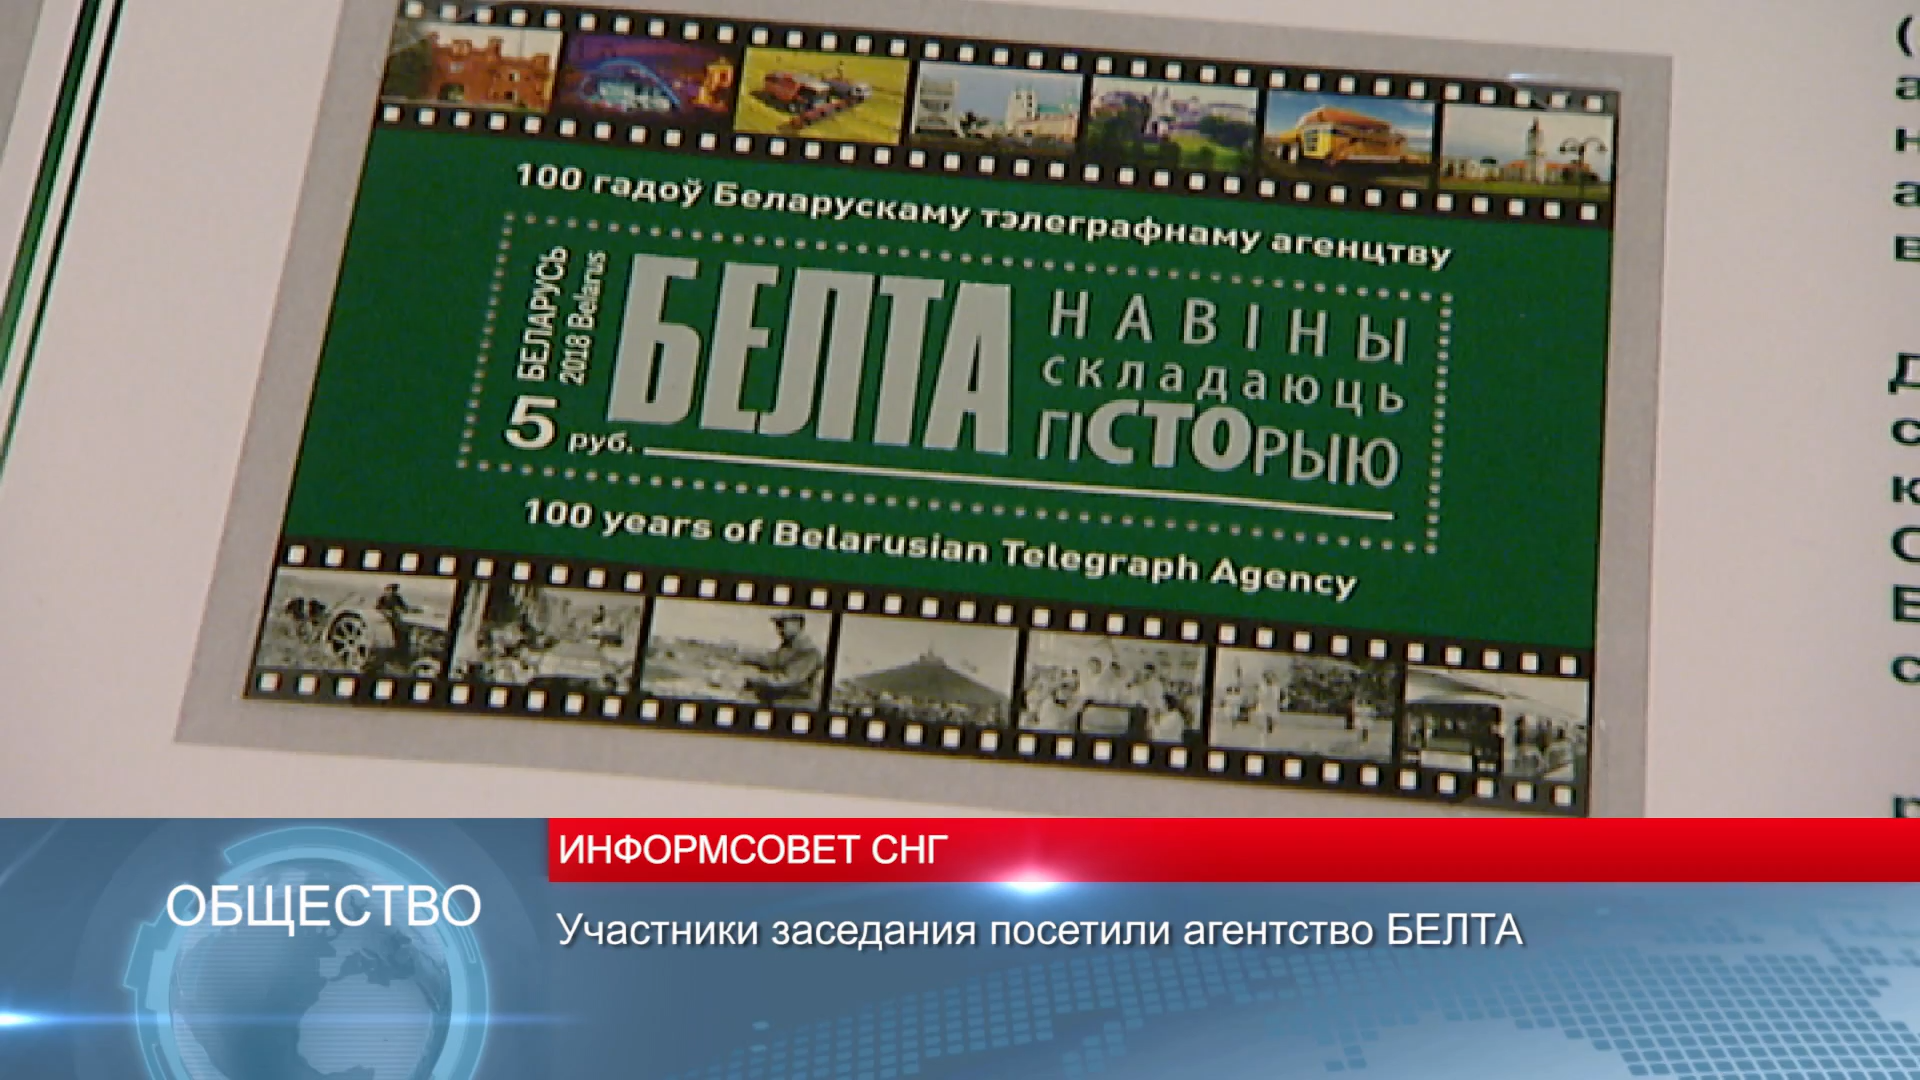 100 гадоў Беларускаму тэлеграфнаму агенцтву
БЕЛАРУСЬ
2018 Belarus
5 руб.
БЕЛТА
НАВІНЫ
складаюць
гіСТОрыю
100 years of Belarusian Telegraph Agency
ОБЩЕСТВО
ИНФОРМСОВЕТ СНГ
Участники заседания посетили агентство БЕЛТА